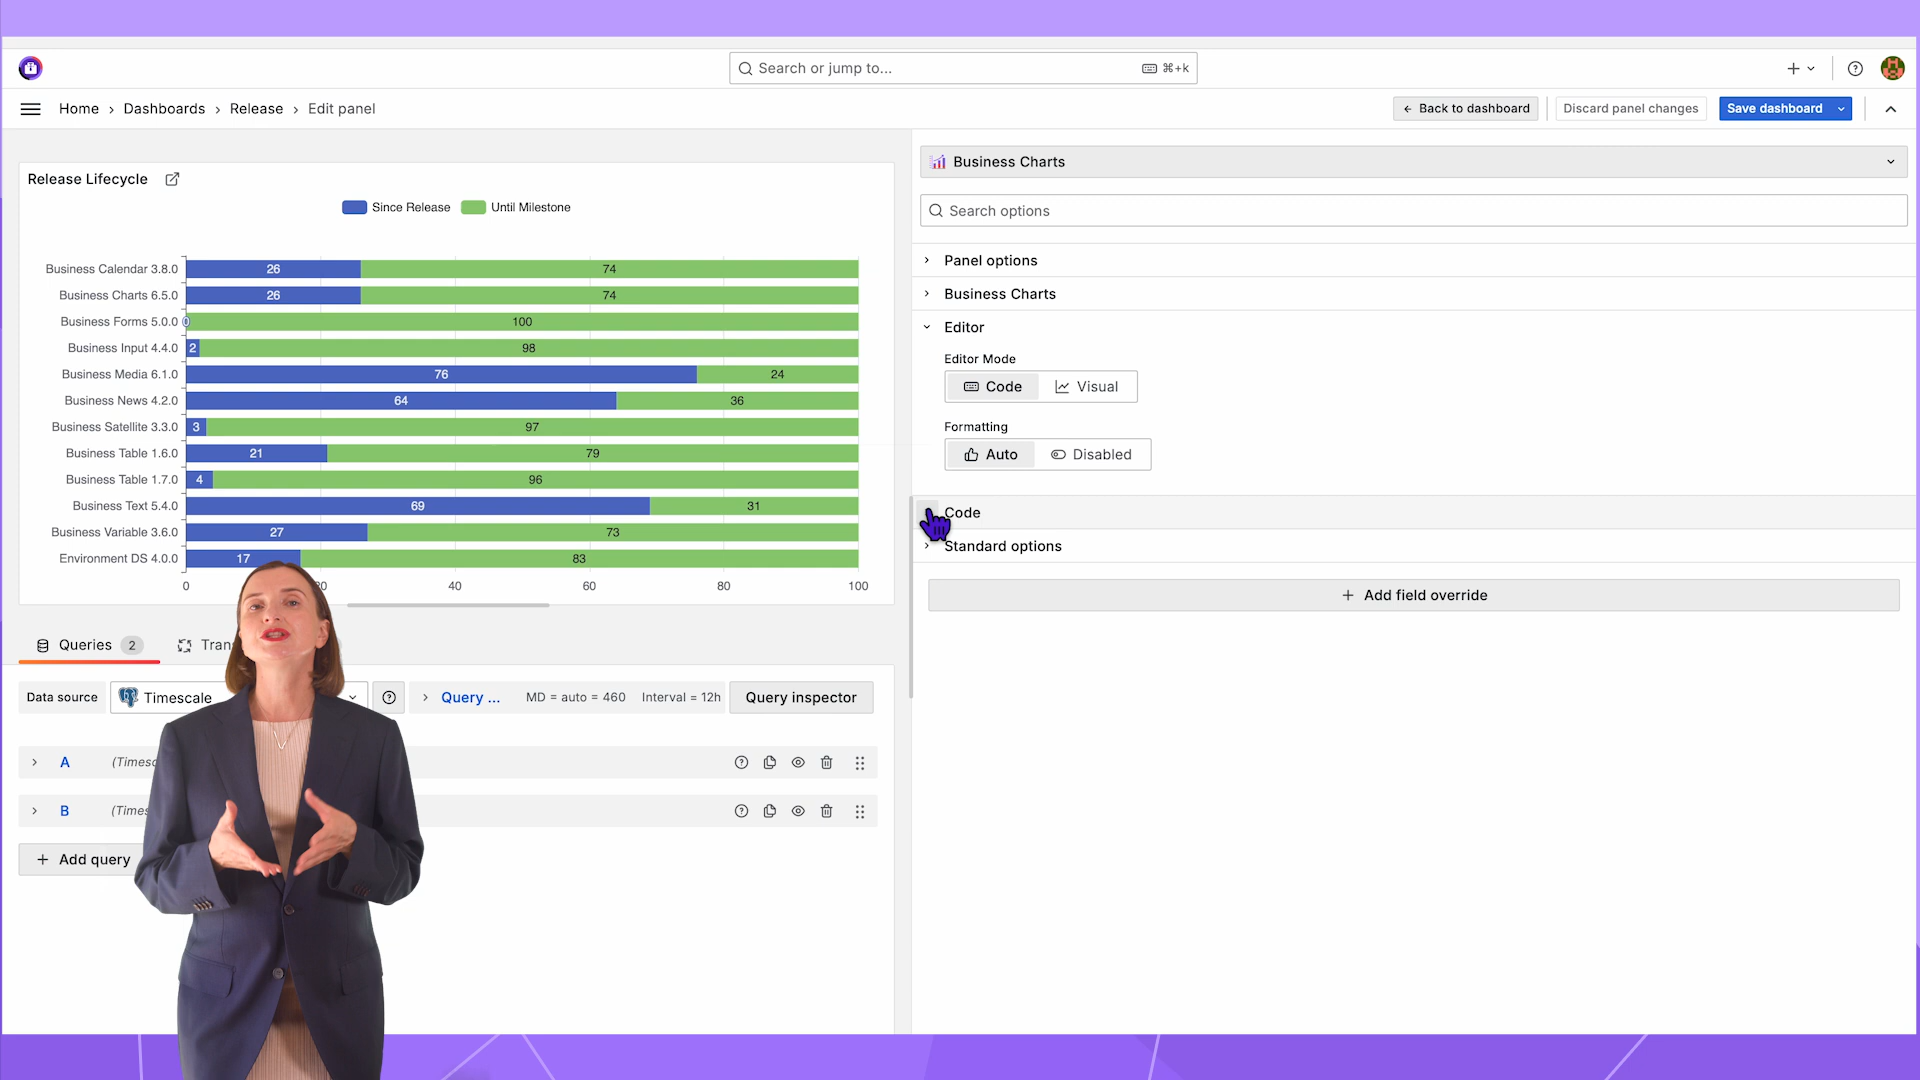 Search or jump to...
⌘+k
Home › Dashboards › Release › Edit panel
← Back to dashboard
Discard panel changes
Save dashboard
Release Lifecycle
Since Release
Until Milestone
Business Calendar 3.8.0 26 74
Business Charts 6.5.0 26 74
Business Forms 5.0.0 0 100
Business Input 4.4.0 2 98
Business Media 6.1.0 76 24
Business News 4.2.0 64 36
Business Satellite 3.3.0 3 97
Business Table 1.6.0 21 79
Business Table 1.7.0 4 96
Business Text 5.4.0 69 31
Business Variable 3.6.0 27 73
Environment DS 4.0.0 17 83
0 40 60 80 100
Queries 2
Data source
Timescale
Query ...
MD = auto = 460
Interval = 12h
Query inspector
A
B
+ Add query
Business Charts
Search options
Panel options
Business Charts
Editor
Editor Mode
Code
Visual
Formatting
Auto
Disabled
Code
Standard options
+ Add field override